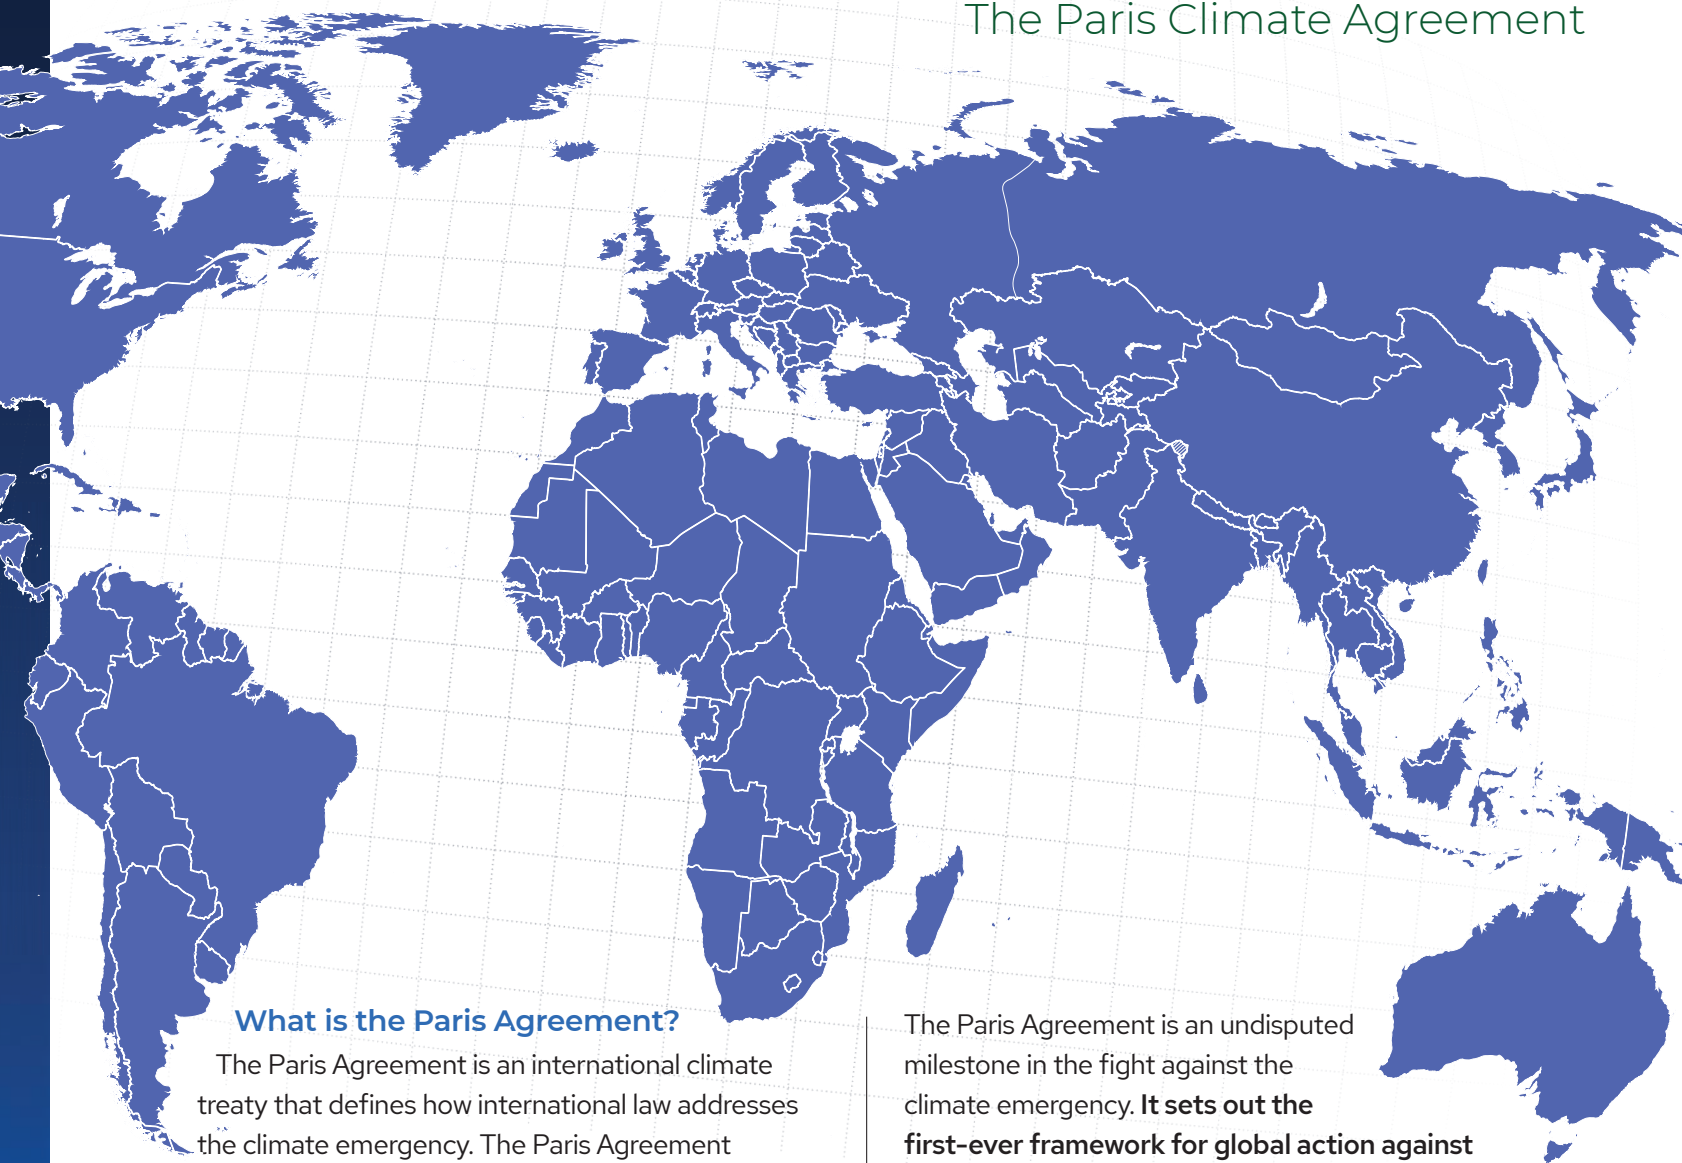 The Paris Climate Agreement
What is the Paris Agreement?
The Paris Agreement is an international climate
treaty that defines how international law addresses
the climate emergency. The Paris Agreement
The Paris Agreement is an undisputed
milestone in the fight against the
climate emergency. It sets out the
first-ever framework for global action against